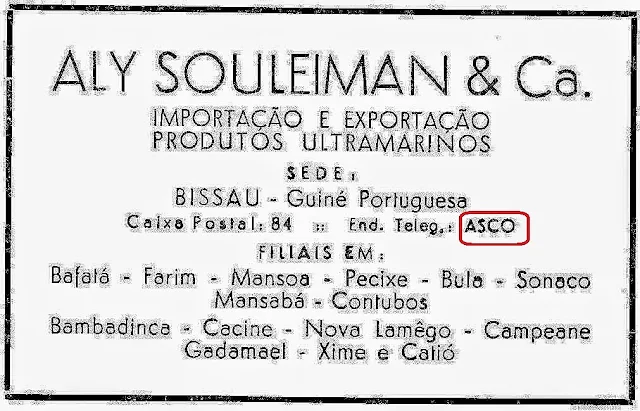 ALY SOULEIMAN & Ca.
IMPORTAÇÃO E EXPORTAÇÃO
PRODUTOS ULTRAMARINOS
SEDE:
BISSAU - Guiné Portuguesa
Caixa Postal: 84 :: End. Teleg.: ASCO
FILIAIS EM:
Bafatá - Farim - Mansoa - Pecixe - Bula - Sonaco
Mansabá - Contubos
Bambadinca - Cacine - Nova Lamêgo - Campeane
Gadamael - Xime e Catió